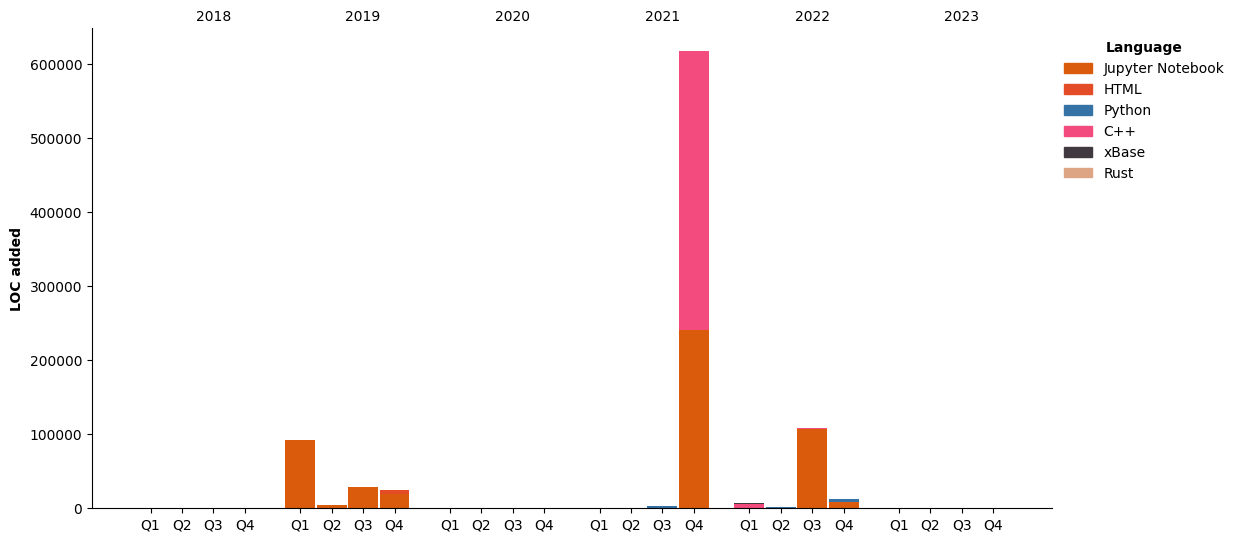 2018 2019 2020 2021 2022 2023
Language
Jupyter Notebook
HTML
Python
C++
xBase
Rust
LOC added
600000
500000
400000
300000
200000
100000
0
Q1 Q2 Q3 Q4 Q1 Q2 Q3 Q4 Q1 Q2 Q3 Q4 Q1 Q2 Q3 Q4 Q1 Q2 Q3 Q4 Q1 Q2 Q3 Q4